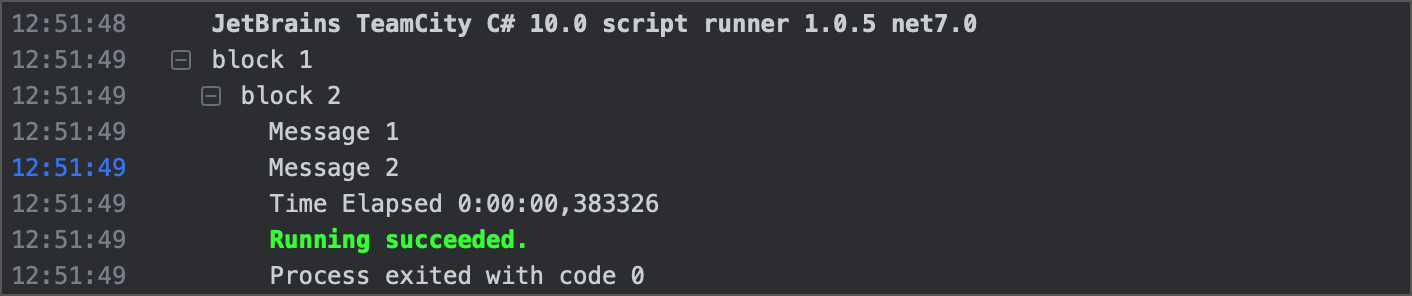 12:51:48 JetBrains TeamCity C# 10.0 script runner 1.0.5 net7.0
12:51:49 block 1
12:51:49 block 2
12:51:49 Message 1
12:51:49 Message 2
12:51:49 Time Elapsed 0:00:00,383326
12:51:49 Running succeeded.
12:51:49 Process exited with code 0